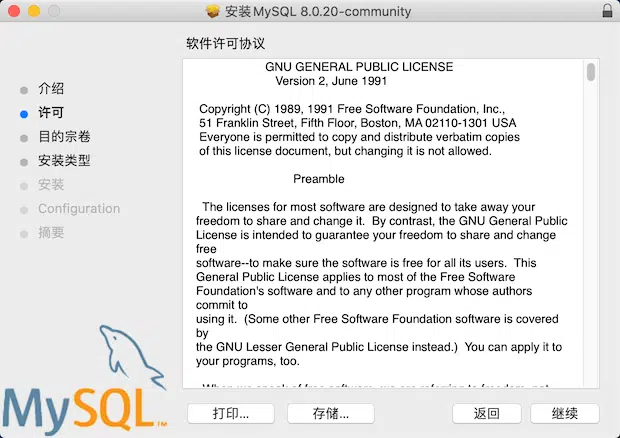 安装MySQL 8.0.20-community
软件许可协议
介绍
许可
目的宗卷
安装类型
安装
Configuration
摘要
GNU GENERAL PUBLIC LICENSE
Version 2, June 1991
Copyright (C) 1989, 1991 Free Software Foundation, Inc.,
51 Franklin Street, Fifth Floor, Boston, MA 02110-1301 USA
Everyone is permitted to copy and distribute verbatim copies
of this license document, but changing it is not allowed.
Preamble
The licenses for most software are designed to take away your
freedom to share and change it.  By contrast, the GNU General Public
License is intended to guarantee your freedom to share and change
free
software--to make sure the software is free for all its users.  This
General Public License applies to most of the Free Software
Foundation's software and to any other program whose authors
commit to
using it.  (Some other Free Software Foundation software is covered
by
the GNU Lesser General Public License instead.)  You can apply it to
your programs, too.
MySQL™
打印...
存储...
返回
继续